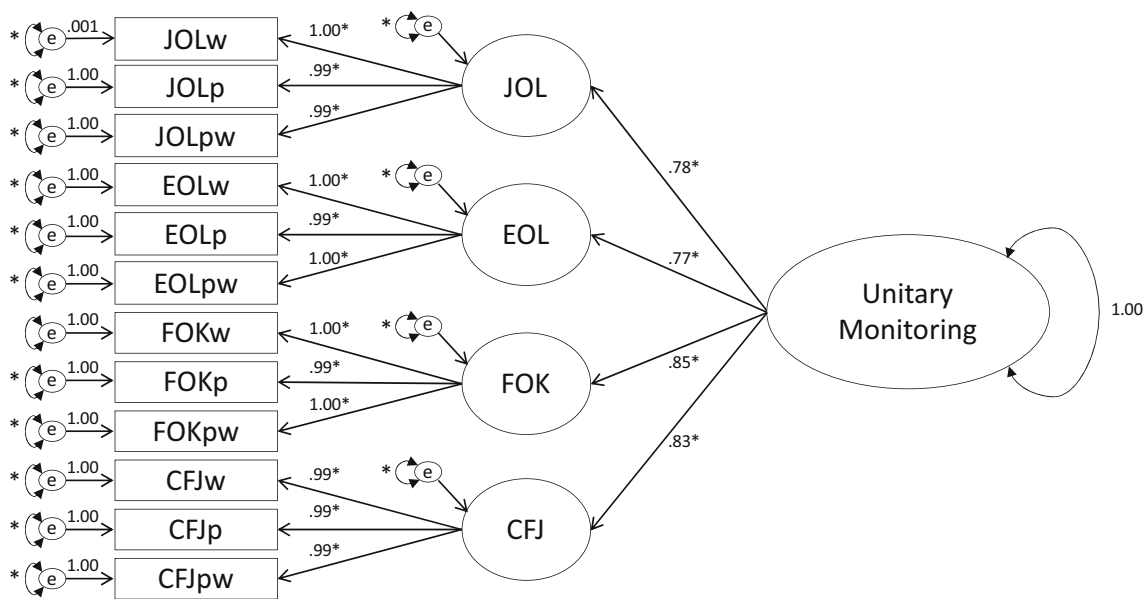 * e .001 JOLw 1.00* * e
* e 1.00 JOLp .99* JOL
* e 1.00 JOLpw .99*
* e 1.00 EOLw 1.00* * e .78*
* e 1.00 EOLp .99* EOL .77*
* e 1.00 EOLpw 1.00*
Unitary
Monitoring
1.00
e 1.00 FOKw 1.00* * e
* e 1.00 FOKp .99* FOK .85*
* e 1.00 FOKpw 1.00* .83*
* e 1.00 CFJw .99* * e
* e 1.00 CFJp .99* CFJ
* e 1.00 CFJpw .99*